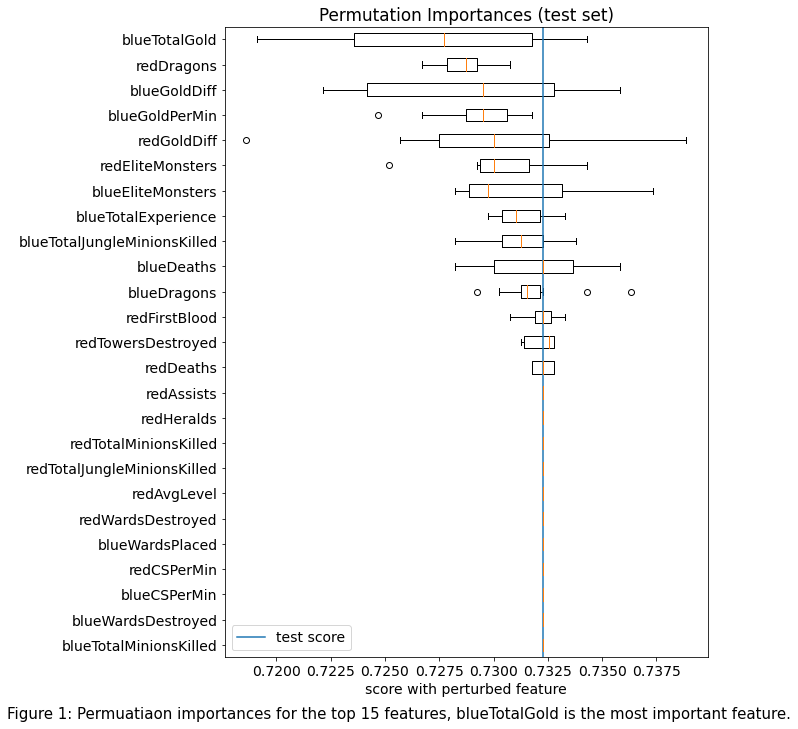 Permutation Importances (test set)
blueTotalGold
redDragons
blueGoldDiff
blueGoldPerMin
redGoldDiff
redEliteMonsters
blueEliteMonsters
blueTotalExperience
blueTotalJungleMinionsKilled
blueDeaths
blueDragons
redFirstBlood
redTowersDestroyed
redDeaths
redAssists
redHeralds
redTotalMinionsKilled
redTotalJungleMinionsKilled
redAvgLevel
redWardsDestroyed
blueWardsPlaced
redCSPerMin
blueCSPerMin
blueWardsDestroyed
blueTotalMinionsKilled
test score
0.7200 0.7225 0.7250 0.7275 0.7300 0.7325 0.7350 0.7375
score with perturbed feature
Figure 1: Permuatiaon importances for the top 15 features, blueTotalGold is the most important feature.